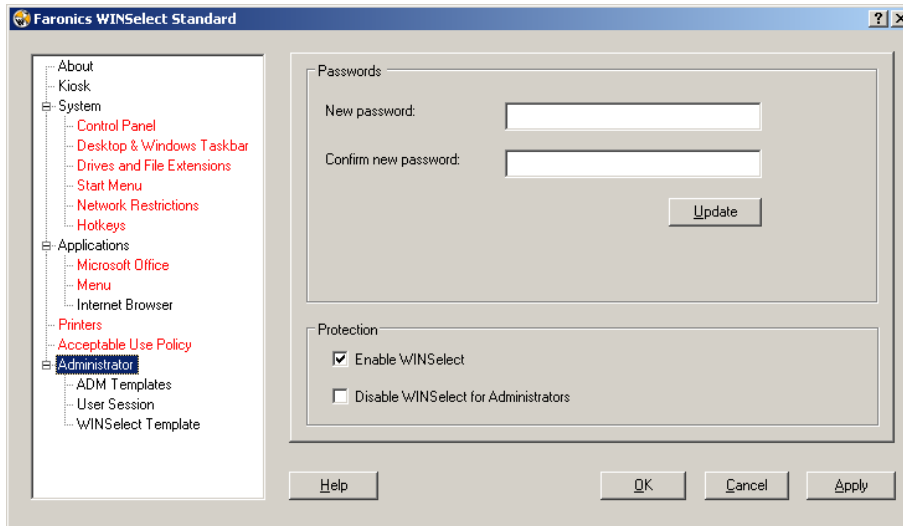 Faronics WINSelect Standard
About
Kiosk
System
Control Panel
Desktop & Windows Taskbar
Drives and File Extensions
Start Menu
Network Restrictions
Hotkeys
Applications
Microsoft Office
Menu
Internet Browser
Printers
Acceptable Use Policy
Administrator
ADM Templates
User Session
WINSelect Template
Passwords
New password:
Confirm new password:
Update
Protection
Enable WINSelect
Disable WINSelect for Administrators
Help
OK
Cancel
Apply